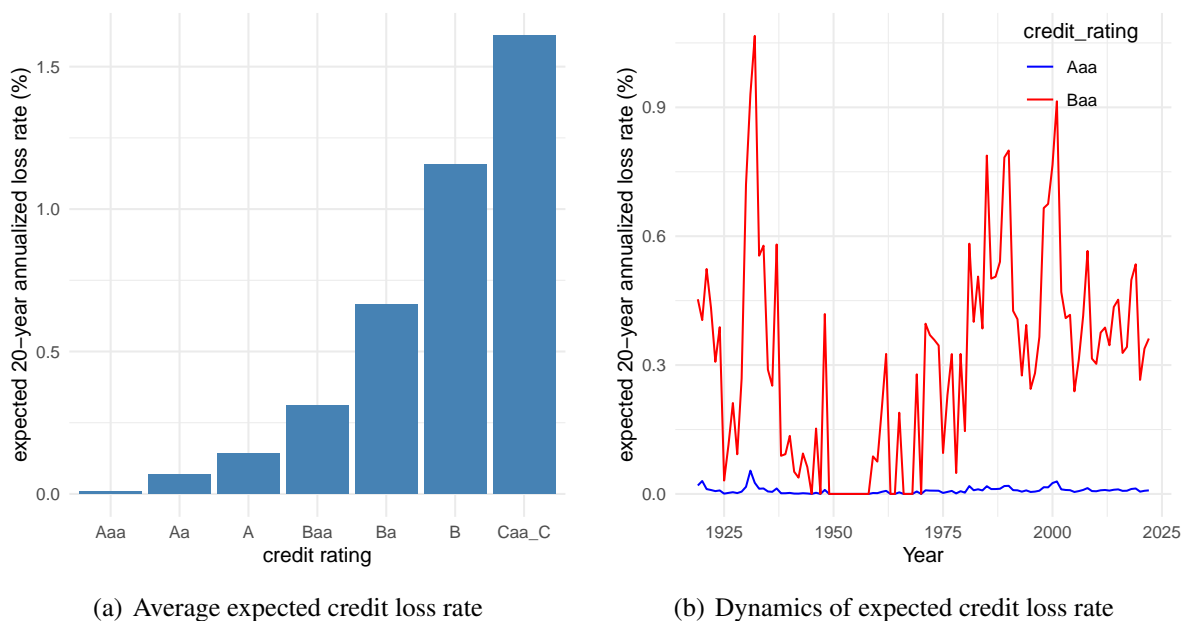 expected 20−year annualized loss rate (%)
1.5
1.0
0.5
0.0
Aaa Aa A Baa Ba B Caa_C
credit rating
(a) Average expected credit loss rate
expected 20−year annualized loss rate (%)
credit_rating
Aaa
Baa
0.9
0.6
0.3
0.0
1925 1950 1975 2000 2025
Year
(b) Dynamics of expected credit loss rate